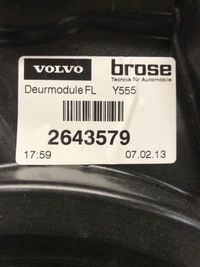 VOLVO brose
Technik für Automobile
Deurmodule FL Y555
2643579
17:59 07.02.13